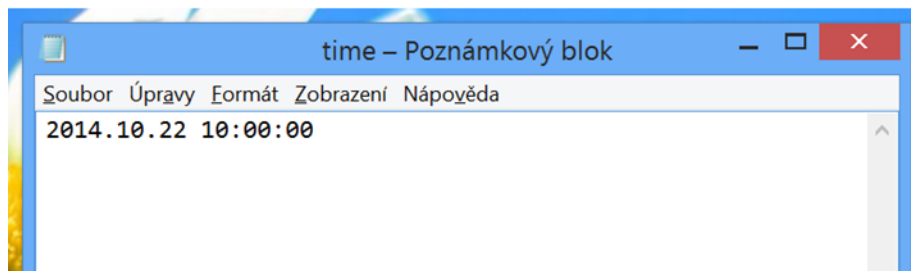 time – Poznámkový blok
Soubor Úpravy Formát Zobrazení Nápověda
2014.10.22 10:00:00